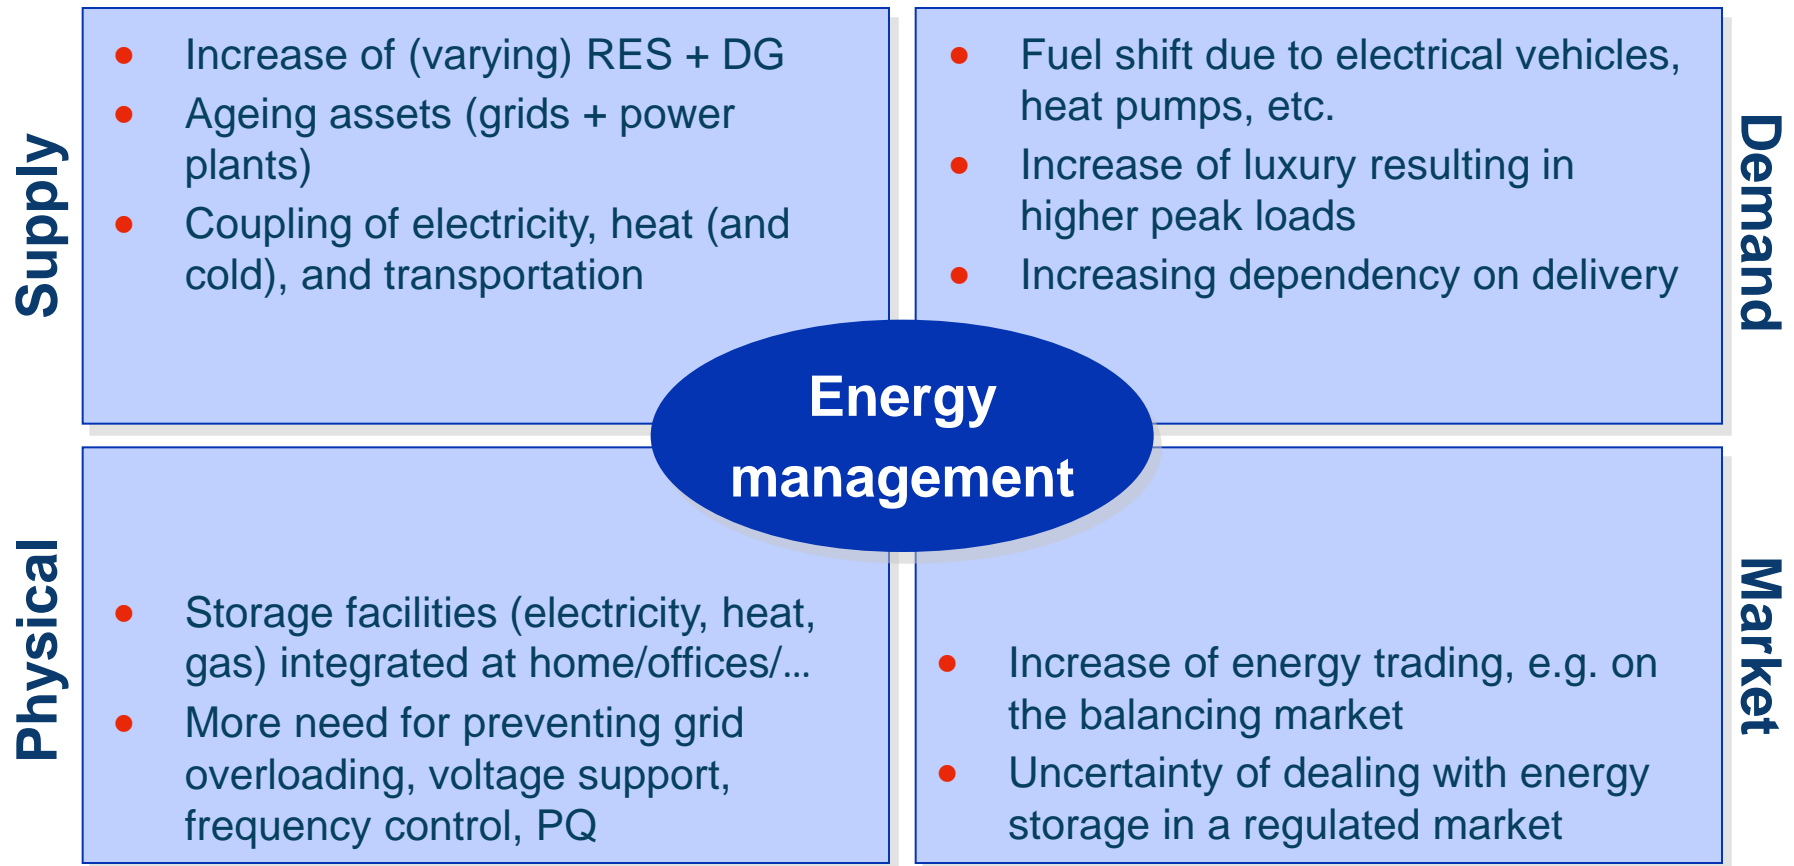 Supply
• Increase of (varying) RES + DG
• Ageing assets (grids + power
plants)
• Coupling of electricity, heat (and
cold), and transportation
Demand
• Fuel shift due to electrical vehicles,
heat pumps, etc.
• Increase of luxury resulting in
higher peak loads
• Increasing dependency on delivery
Energy
management
Physical
• Storage facilities (electricity, heat,
gas) integrated at home/offices/...
• More need for preventing grid
overloading, voltage support,
frequency control, PQ
Market
• Increase of energy trading, e.g. on
the balancing market
• Uncertainty of dealing with energy
storage in a regulated market